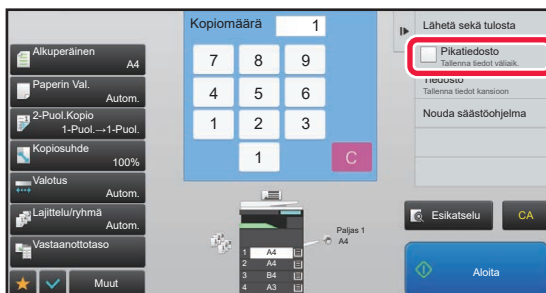 Kopiomäärä
1
Lähetä sekä tulosta
Pikatiedosto
Tallenna tiedot väliaik.
Tiedosto
Tallenna tiedot kansioon
Nouda säästöohjelma
Alkuperäinen
A4
Paperin Val.
Autom.
2-Puol.Kopio
1-Puol.→1-Puol.
Kopiosuhde
100%
Valotus
Autom.
Lajittelu/ryhmä
Autom.
Vastaanottotaso
Muut
7 8 9
4 5 6
1 2 3
1 C
Paljas 1
A4
1 A4
2 A4
3 B4
4 A3
Esikatselu
CA
Aloita